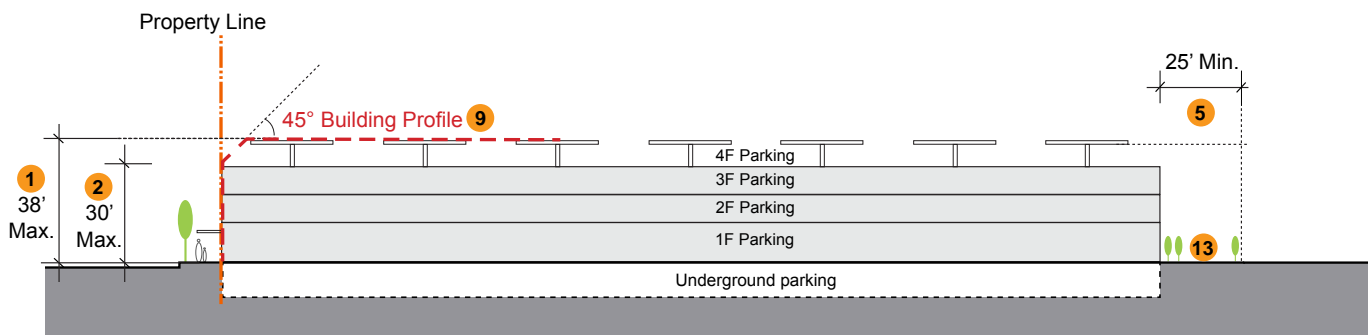 Property Line
25’ Min.
5
45° Building Profile 9
4F Parking
3F Parking
2F Parking
1F Parking
1
38’
Max.
2
30’
Max.
13
Underground parking